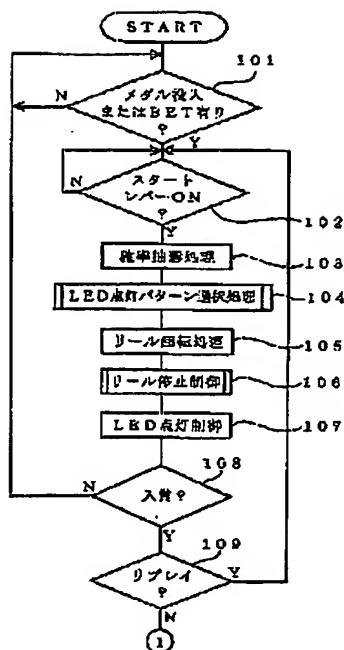 START
101
N
メダル投入
またはBET有り
?
Y
N
スタート
レバーON
?
102
Y
確率抽選処理
103
LED点灯パターン選択処理
104
リール回転処理
105
リール停止制御
106
LED点灯制御
107
108
N
入賞?
Y
109
リプレイ
?
Y
N
1